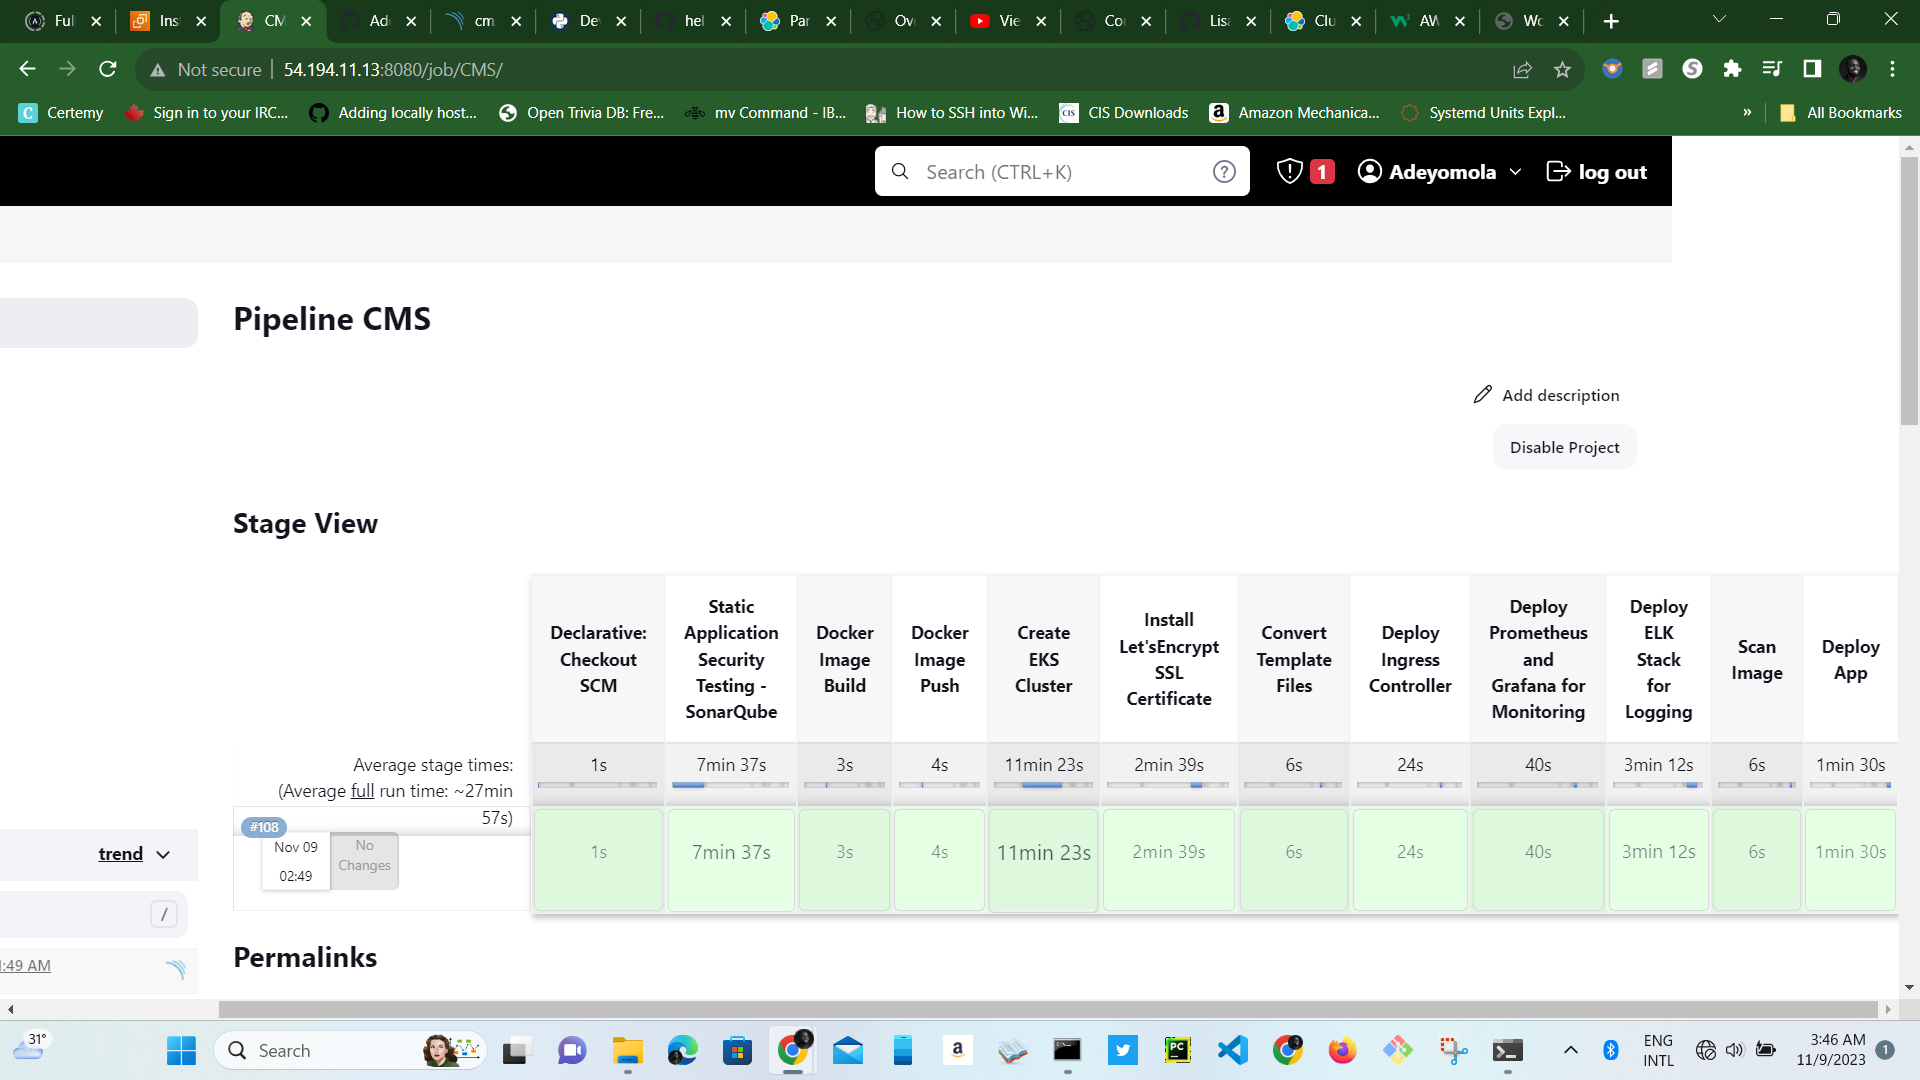 Full
Ins
CM
Ad
cm
De
hel
Par
Ov
Vie
Co
Lis
Clu
AW
Wo
Not secure
54.194.11.13:8080/job/CMS/
Certemy
Sign in to your IRC...
Adding locally host...
Open Trivia DB: Fre...
mv Command - IB...
How to SSH into Wi...
CIS Downloads
Amazon Mechanica...
Systemd Units Expl...
»
All Bookmarks
Search (CTRL+K)
1
Adeyomola
log out
Pipeline CMS
Add description
Disable Project
Stage View
Declarative:
Checkout
SCM
Static
Application
Security
Testing -
SonarQube
Docker
Image
Build
Docker
Image
Push
Create
EKS
Cluster
Install
Let'sEncrypt
SSL
Certificate
Convert
Template
Files
Deploy
Ingress
Controller
Deploy
Prometheus
and
Grafana for
Monitoring
Deploy
ELK
Stack
for
Logging
Scan
Image
Deploy
App
Average stage times:
(Average full run time: ~27min
57s)
1s
7min 37s
3s
4s
11min 23s
2min 39s
6s
24s
40s
3min 12s
6s
1min 30s
#108
Nov 09
02:49
No
Changes
1s
7min 37s
3s
4s
11min 23s
2min 39s
6s
24s
40s
3min 12s
6s
1min 30s
trend
/
:49 AM
Permalinks
31°
Search
ENG
INTL
3:46 AM
11/9/2023
1